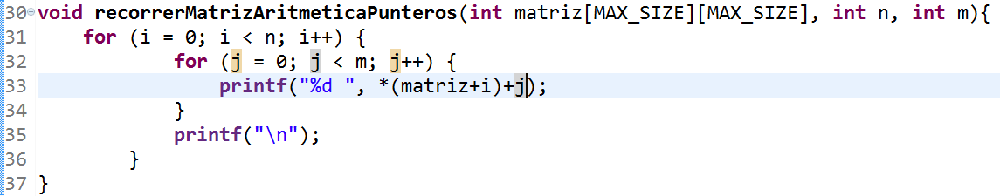 30 void recorrerMatrizAritmeticaPunteros(int matriz[MAX_SIZE][MAX_SIZE], int n, int m){
31     for (i = 0; i < n; i++) {
32             for (j = 0; j < m; j++) {
33                 printf("%d ", *(matriz+i)+j);
34             }
35             printf("\n");
36         }
37 }